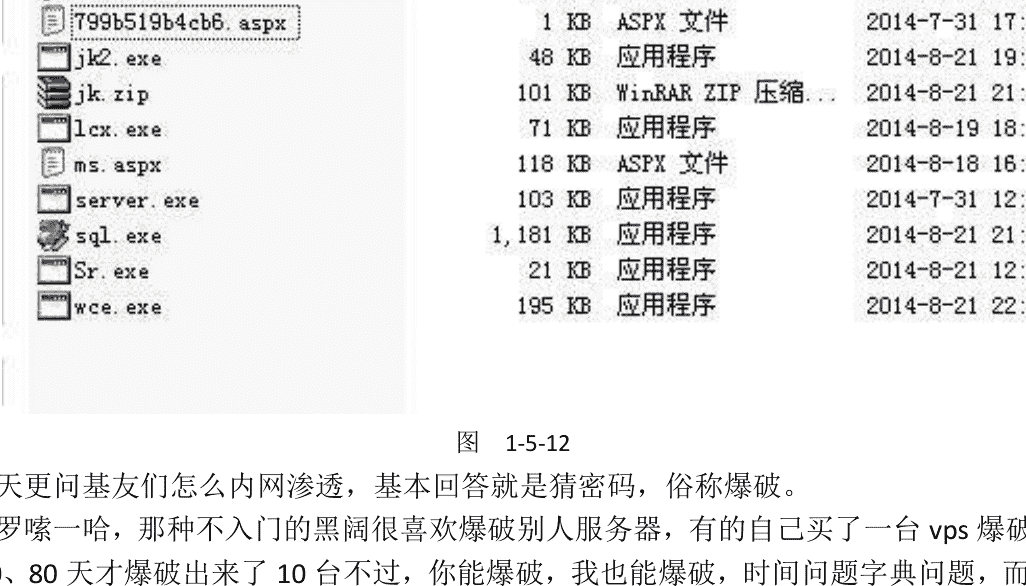 799b519b4cb6.aspx 1 KB ASPX 文件 2014-7-31 17:
jk2.exe 48 KB 应用程序 2014-8-21 19:
jk.zip 101 KB WinRAR ZIP 压缩... 2014-8-21 21:
lcx.exe 71 KB 应用程序 2014-8-19 18:
ms.aspx 118 KB ASPX 文件 2014-8-18 16:
server.exe 103 KB 应用程序 2014-7-31 12:
sql.exe 1,181 KB 应用程序 2014-8-21 21:
Sr.exe 21 KB 应用程序 2014-8-21 12:
wce.exe 195 KB 应用程序 2014-8-21 22:
图 1-5-12
天更问基友们怎么内网渗透，基本回答就是猜密码，俗称爆破。
罗嗦一哈，那种不入门的黑阔很喜欢爆破别人服务器，有的自己买了一台 vps 爆破
、80 天才爆破出来了 10 台不过，你能爆破，我也能爆破，时间问题字典问题，而